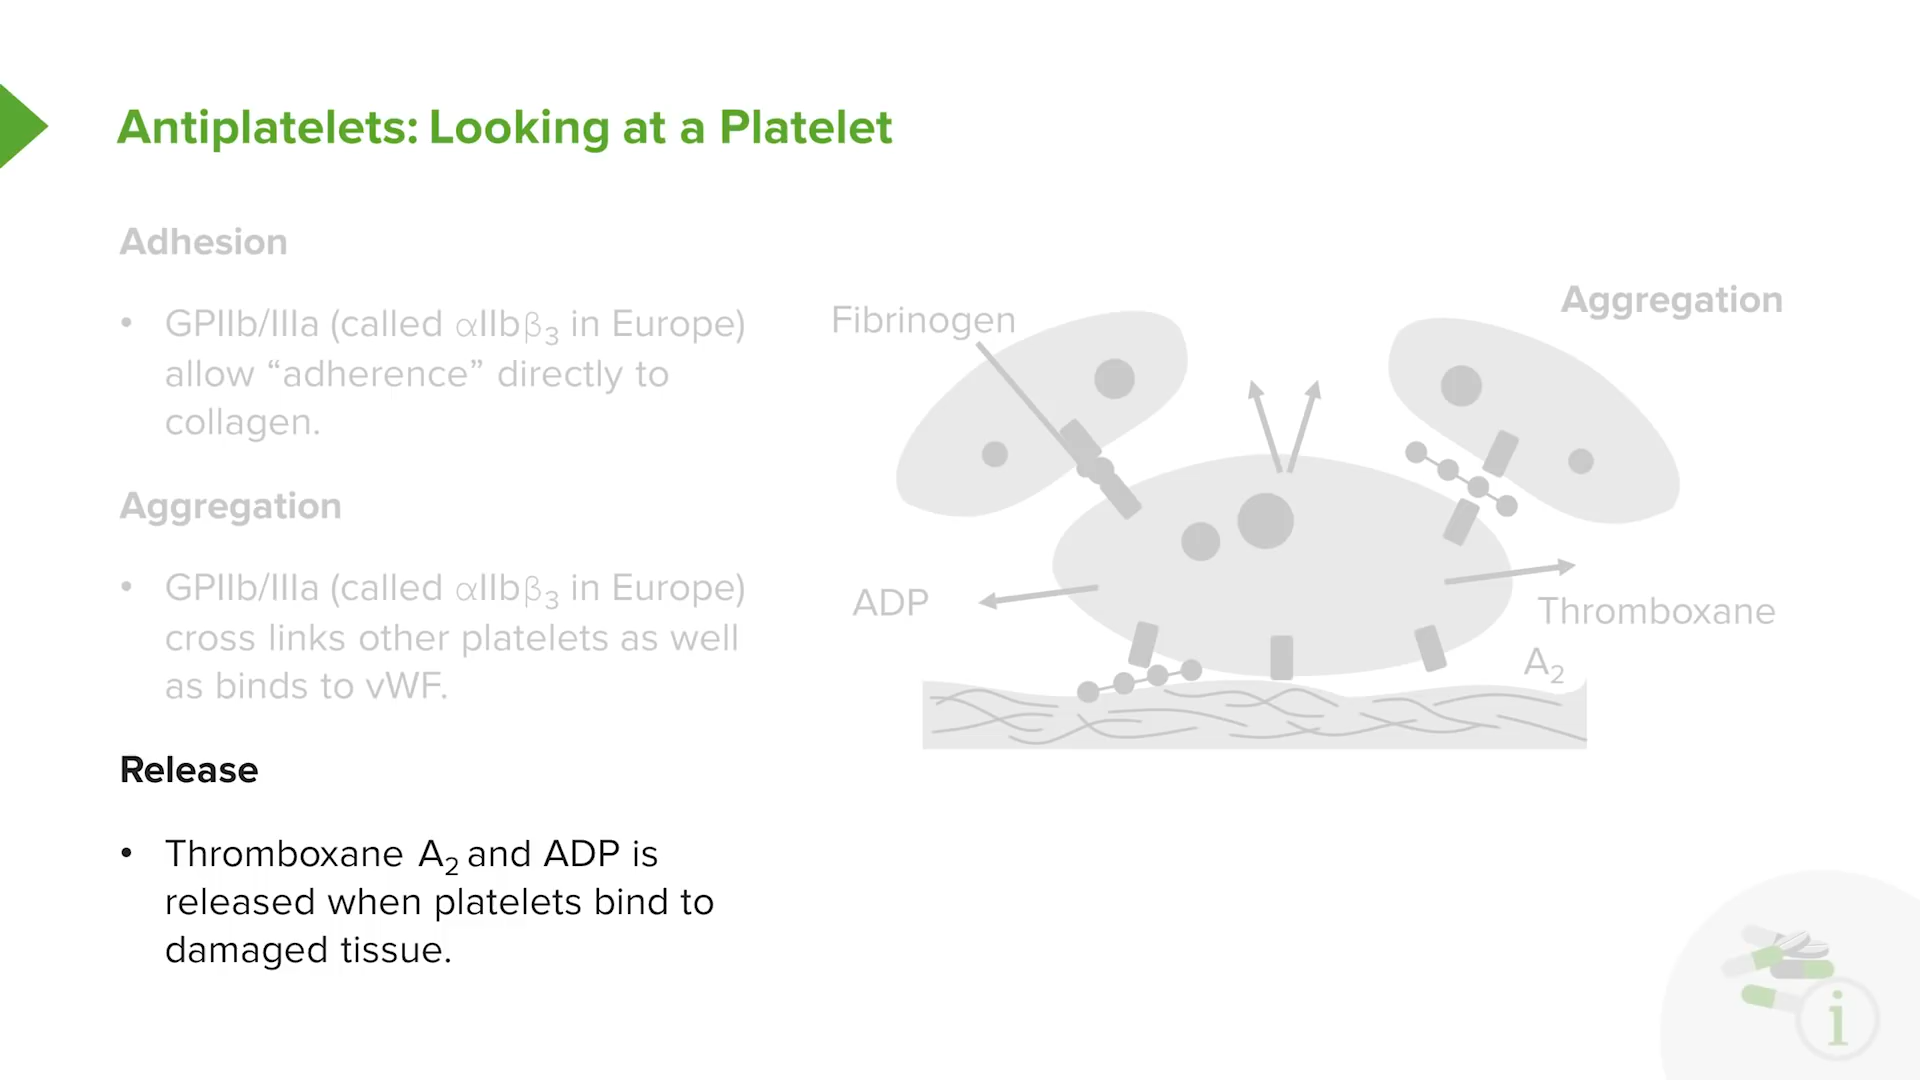 Antiplatelets: Looking at a Platelet
Adhesion
• GPIIb/IIIa (called αIIbβ₃ in Europe)
allow “adherence” directly to
collagen.
Aggregation
• GPIIb/IIIa (called αIIbβ₃ in Europe)
cross links other platelets as well
as binds to vWF.
Release
• Thromboxane A₂ and ADP is
released when platelets bind to
damaged tissue.
Fibrinogen
Aggregation
ADP
Thromboxane
A₂
i